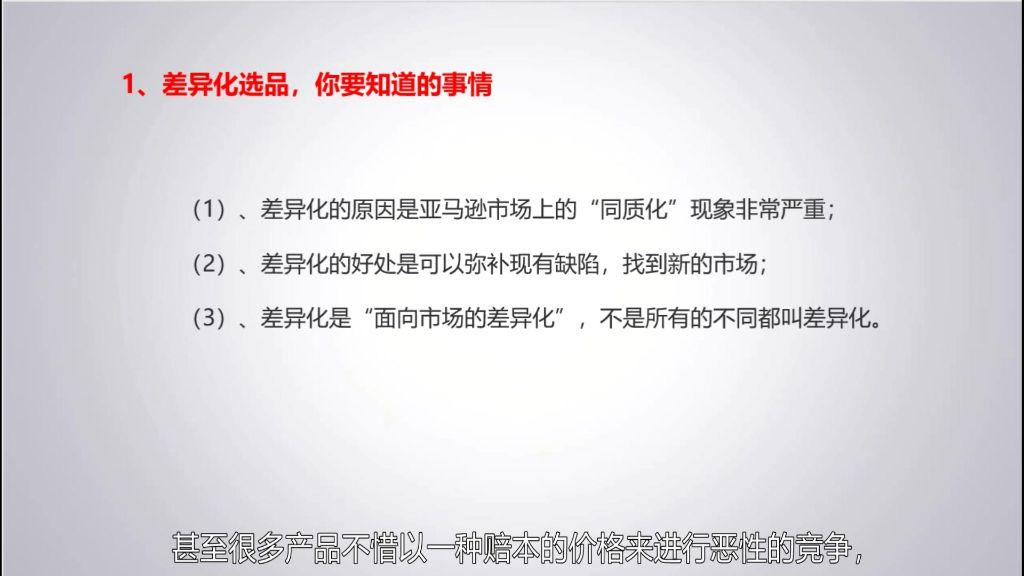 1、差异化选品，你要知道的事情
（1）、差异化的原因是亚马逊市场上的“同质化”现象非常严重；
（2）、差异化的好处是可以弥补现有缺陷，找到新的市场；
（3）、差异化是“面向市场的差异化”，不是所有的不同都叫差异化。
甚至很多产品不惜以一种赔本的价格来进行恶性的竞争，